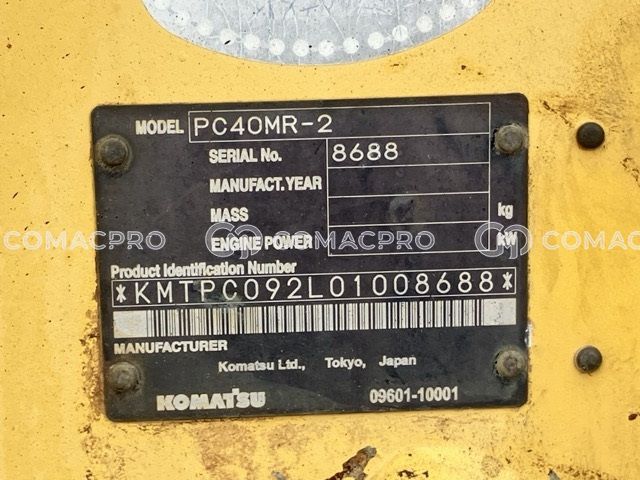 MODEL PC40MR-2
SERIAL No. 8688
MANUFACT.YEAR
MASS kg
ENGINE POWER kW
COMACPRO COMACPRO COMACPRO
Product Identification Number
*KMTPC092L01008688*
MANUFACTURER
Komatsu Ltd., Tokyo, Japan
KOMATSU 09601-10001